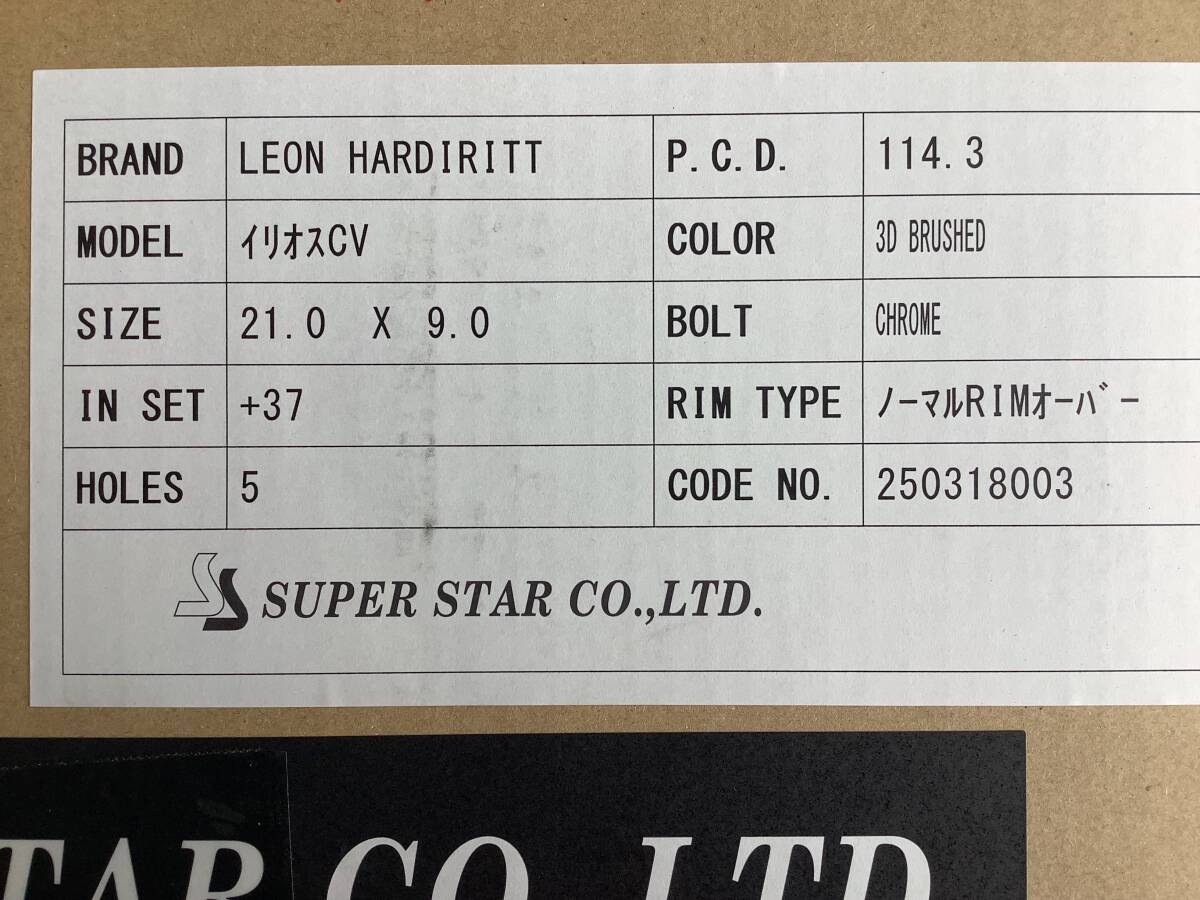 BRAND LEON HARDIRITT P.C.D. 114.3
MODEL ｲﾘｵｽCV COLOR 3D BRUSHED
SIZE 21.0 X 9.0 BOLT CHROME
IN SET +37 RIM TYPE ﾉｰﾏﾙRIMｵｰﾊﾞｰ
HOLES 5 CODE NO. 250318003
SUPER STAR CO.,LTD.
TAR CO.,LTD.